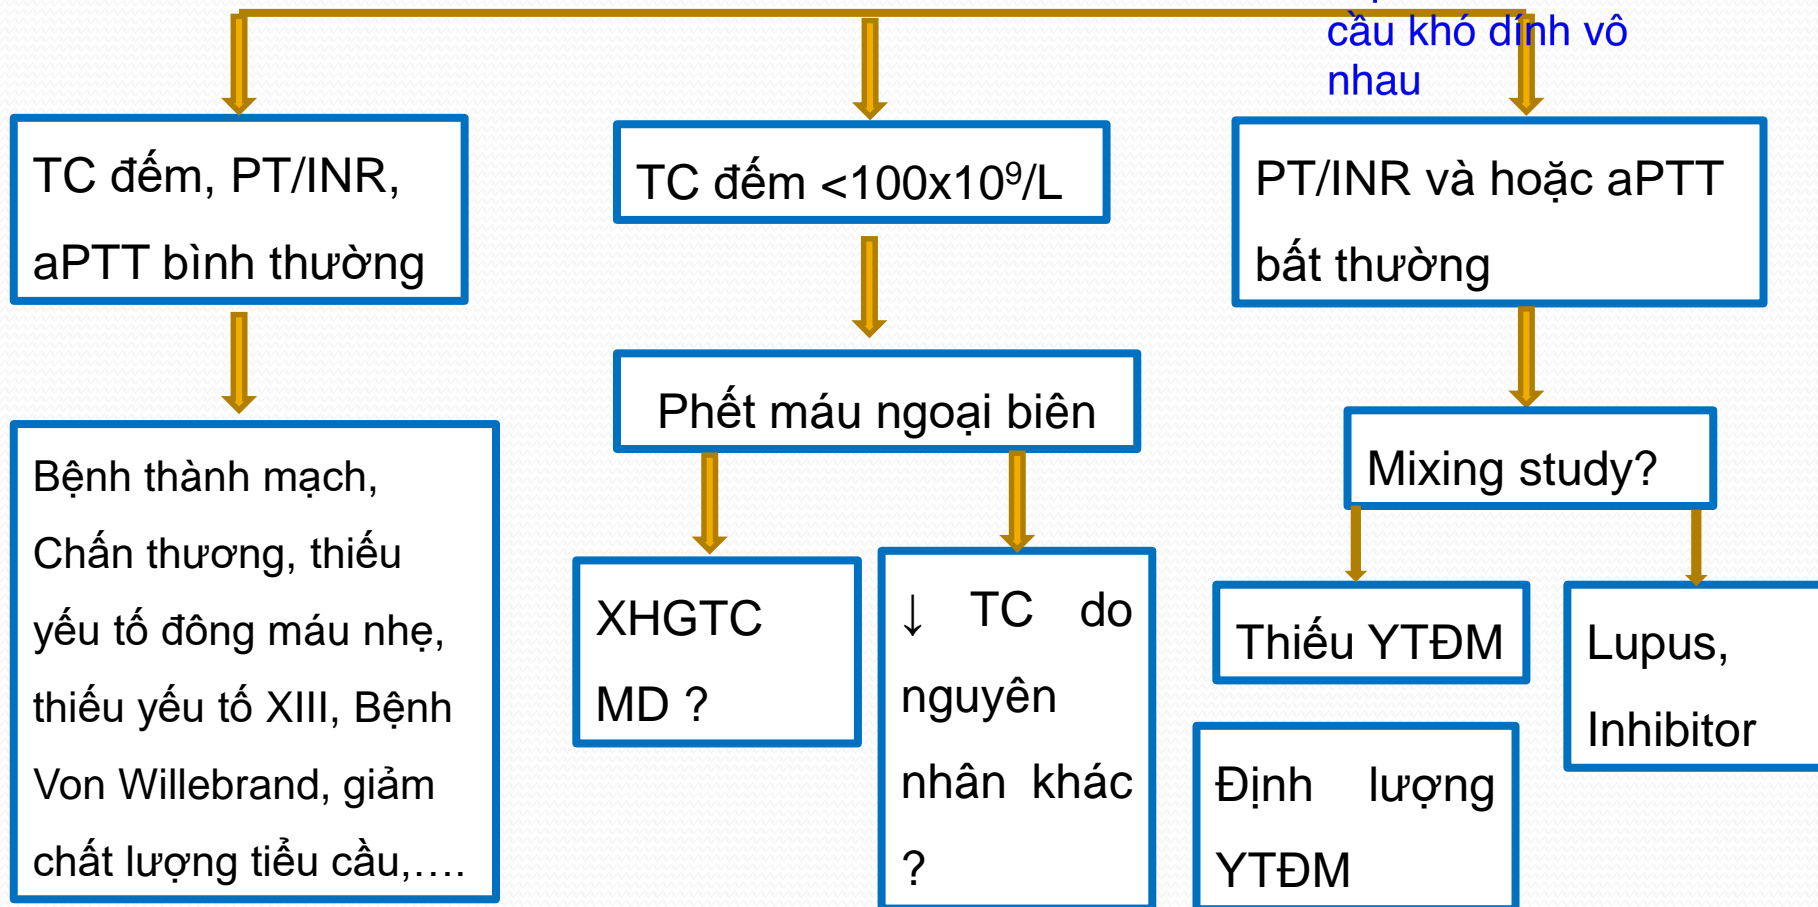 cầu khó dính vô
nhau
TC đếm, PT/INR,
aPTT bình thường
TC đếm <100x10⁹/L
PT/INR và hoặc aPTT
bất thường
Phết máu ngoại biên
Mixing study?
Bệnh thành mạch,
Chấn thương, thiếu
yếu tố đông máu nhẹ,
thiếu yếu tố XIII, Bệnh
Von Willebrand, giảm
chất lượng tiểu cầu,....
XHGTC
MD ?
↓ TC do
nguyên
nhân khác
?
Thiếu YTĐM
Lupus,
Inhibitor
Định lượng
YTĐM